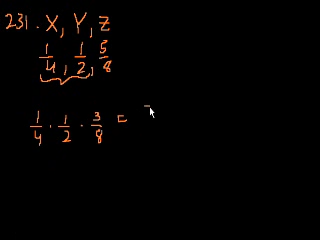 231. X, Y, Z
1/4, 1/2, 5/8
1/4 · 1/2 · 3/8 =